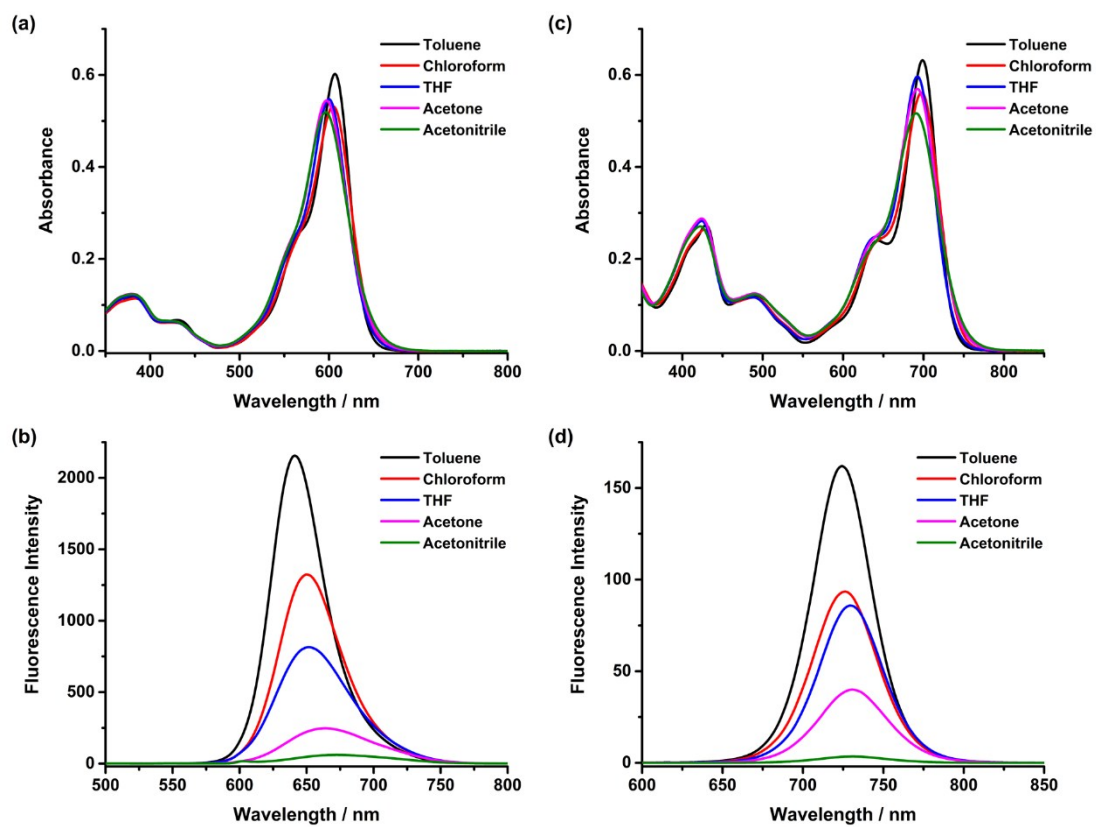 (a)
Toluene
Chloroform
THF
Acetone
Acetonitrile
Absorbance
0.6
0.4
0.2
0.0
400 500 600 700 800
Wavelength / nm
(c)
Toluene
Chloroform
THF
Acetone
Acetonitrile
Absorbance
0.6
0.4
0.2
0.0
400 500 600 700 800
Wavelength / nm
(b)
Toluene
Chloroform
THF
Acetone
Acetonitrile
Fluorescence Intensity
2000
1500
1000
500
0
500 550 600 650 700 750 800
Wavelength / nm
(d)
Toluene
Chloroform
THF
Acetone
Acetonitrile
Fluorescence Intensity
150
100
50
0
600 650 700 750 800 850
Wavelength / nm